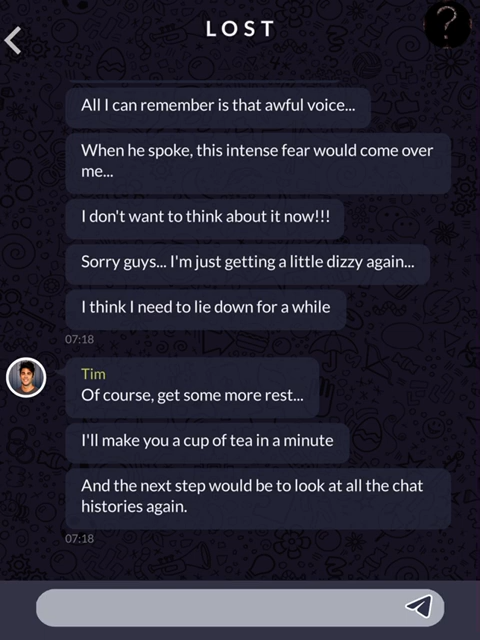 LOST
?
All I can remember is that awful voice...
When he spoke, this intense fear would come over
me...
I don't want to think about it now!!!
Sorry guys... I'm just getting a little dizzy again...
I think I need to lie down for a while
07:18
Tim
Of course, get some more rest...
I'll make you a cup of tea in a minute
And the next step would be to look at all the chat
histories again.
07:18